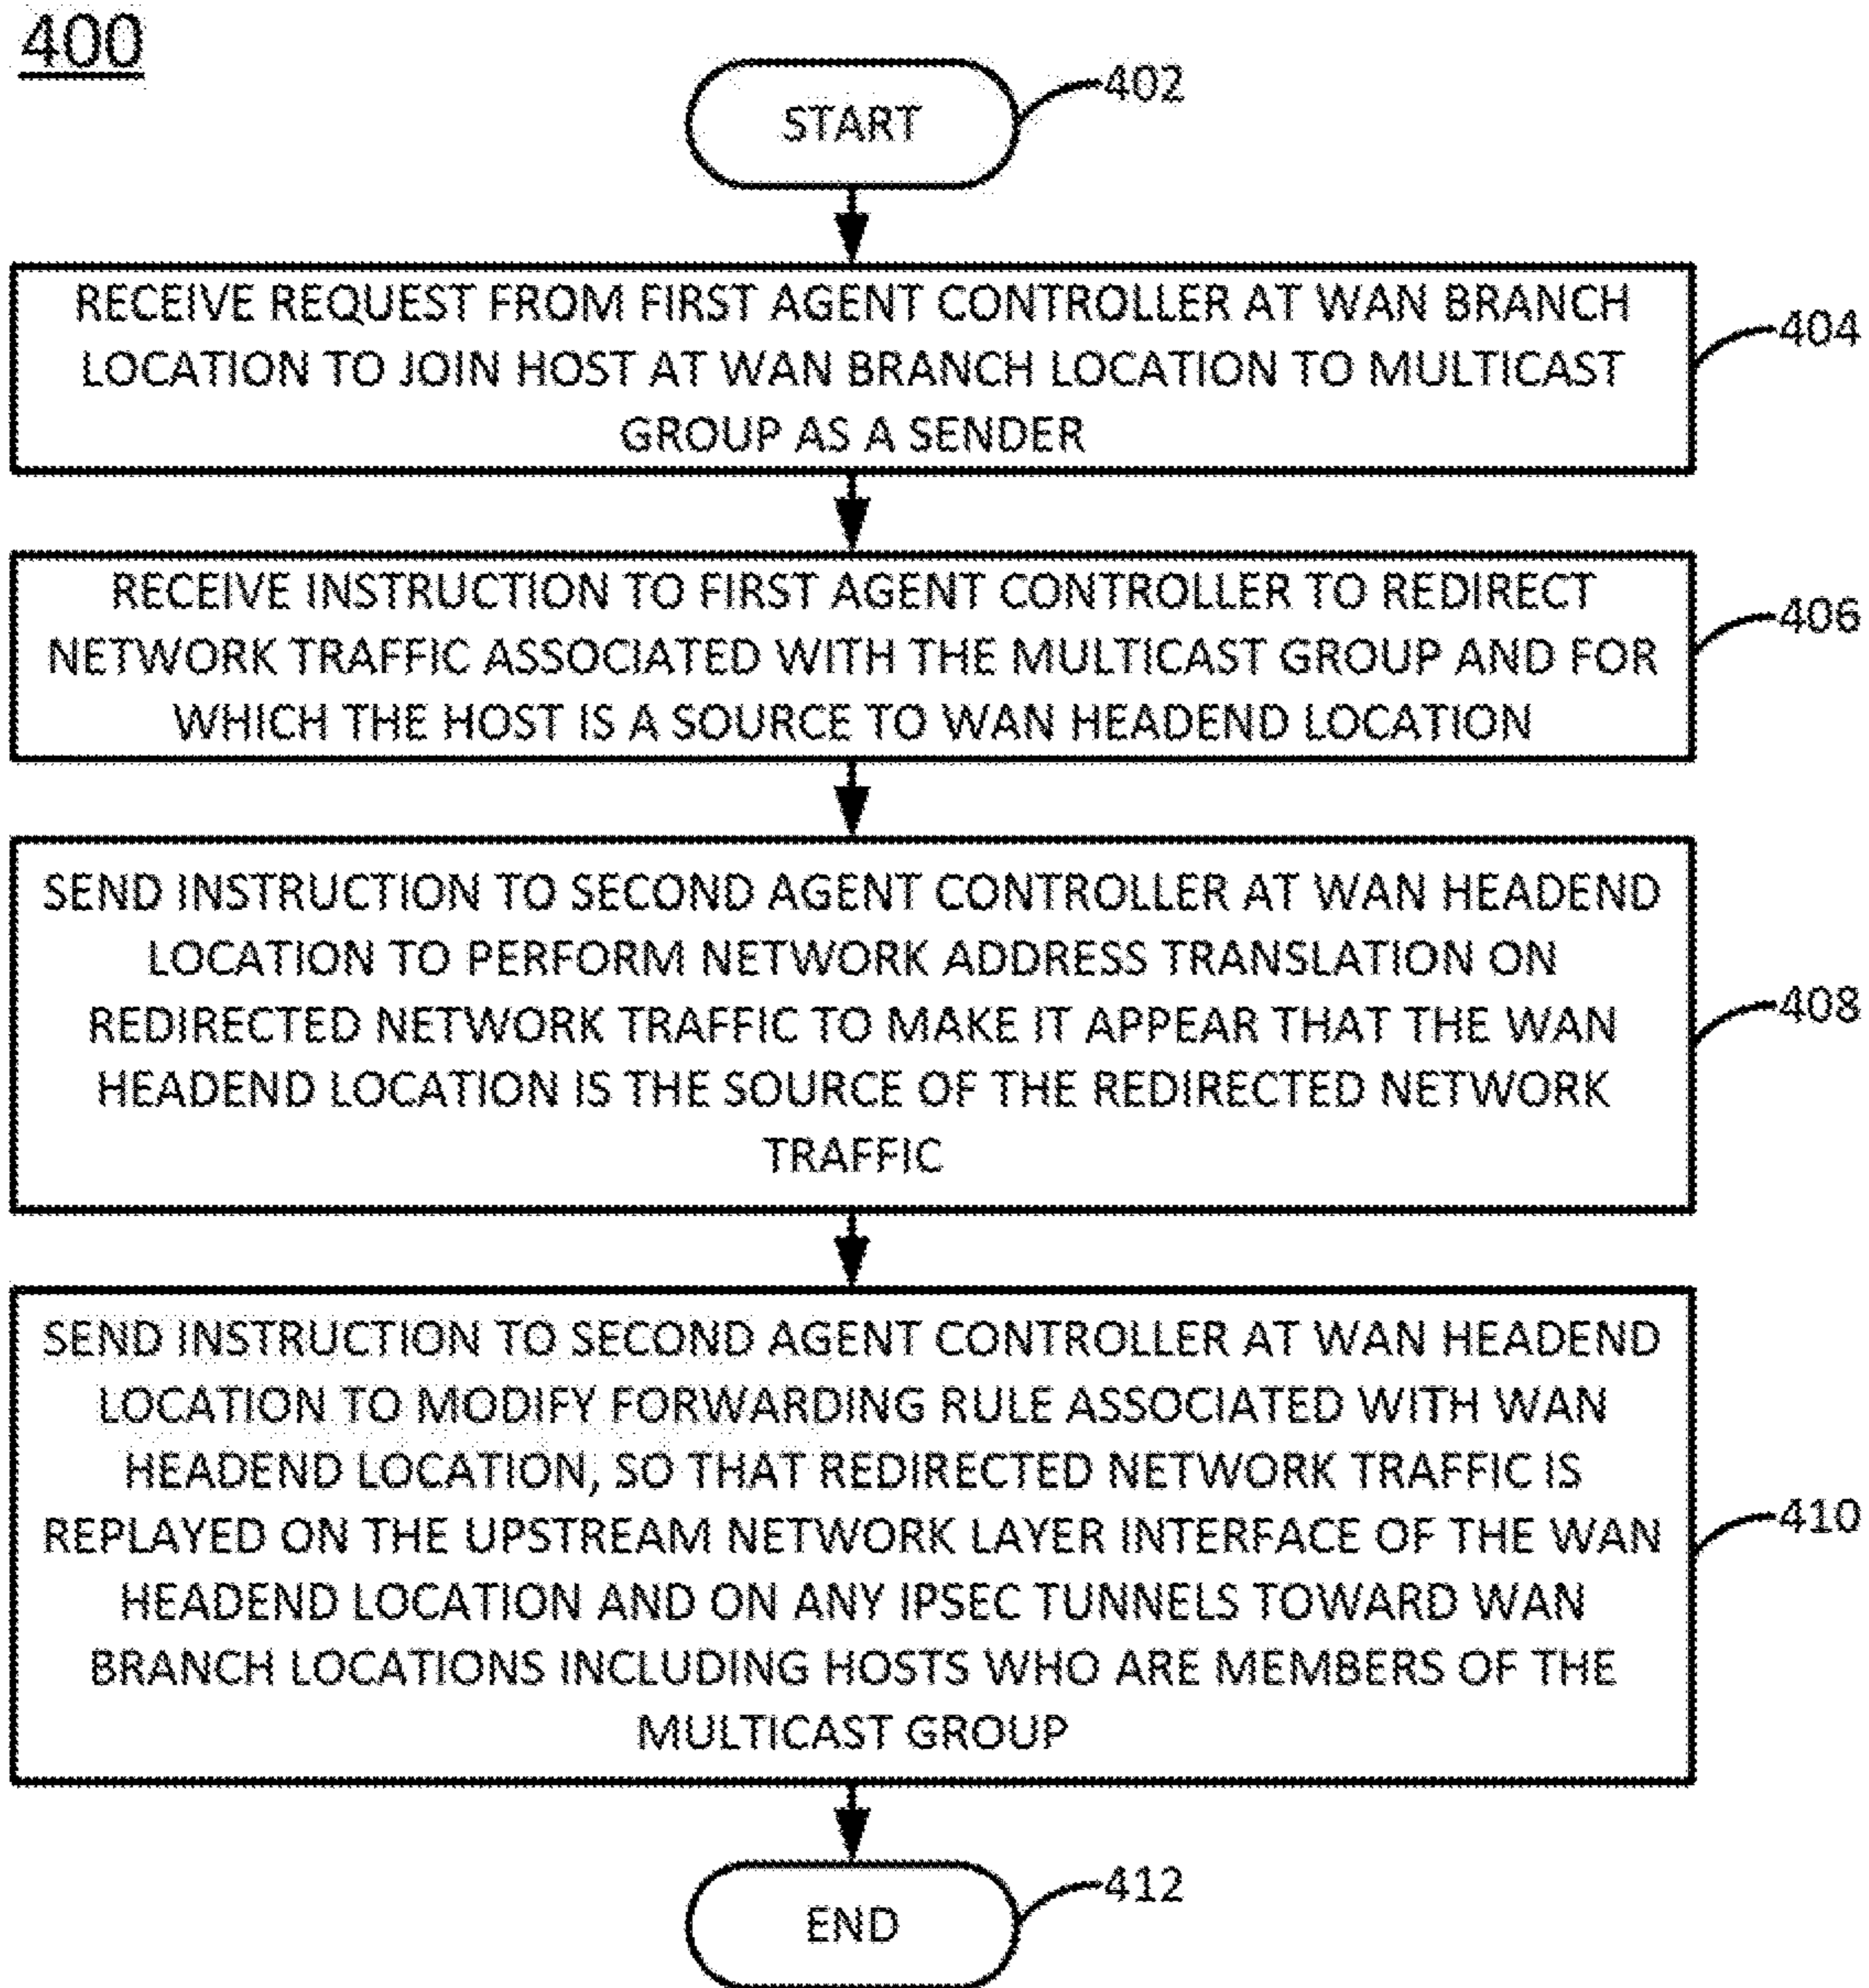 400
START
402
RECEIVE REQUEST FROM FIRST AGENT CONTROLLER AT WAN BRANCH
LOCATION TO JOIN HOST AT WAN BRANCH LOCATION TO MULTICAST
GROUP AS A SENDER
404
RECEIVE INSTRUCTION TO FIRST AGENT CONTROLLER TO REDIRECT
NETWORK TRAFFIC ASSOCIATED WITH THE MULTICAST GROUP AND FOR
WHICH THE HOST IS A SOURCE TO WAN HEADEND LOCATION
406
SEND INSTRUCTION TO SECOND AGENT CONTROLLER AT WAN HEADEND
LOCATION TO PERFORM NETWORK ADDRESS TRANSLATION ON
REDIRECTED NETWORK TRAFFIC TO MAKE IT APPEAR THAT THE WAN
HEADEND LOCATION IS THE SOURCE OF THE REDIRECTED NETWORK
TRAFFIC
408
SEND INSTRUCTION TO SECOND AGENT CONTROLLER AT WAN HEADEND
LOCATION TO MODIFY FORWARDING RULE ASSOCIATED WITH WAN
HEADEND LOCATION, SO THAT REDIRECTED NETWORK TRAFFIC IS
REPLAYED ON THE UPSTREAM NETWORK LAYER INTERFACE OF THE WAN
HEADEND LOCATION AND ON ANY IPSEC TUNNELS TOWARD WAN
BRANCH LOCATIONS INCLUDING HOSTS WHO ARE MEMBERS OF THE
MULTICAST GROUP
410
END
412